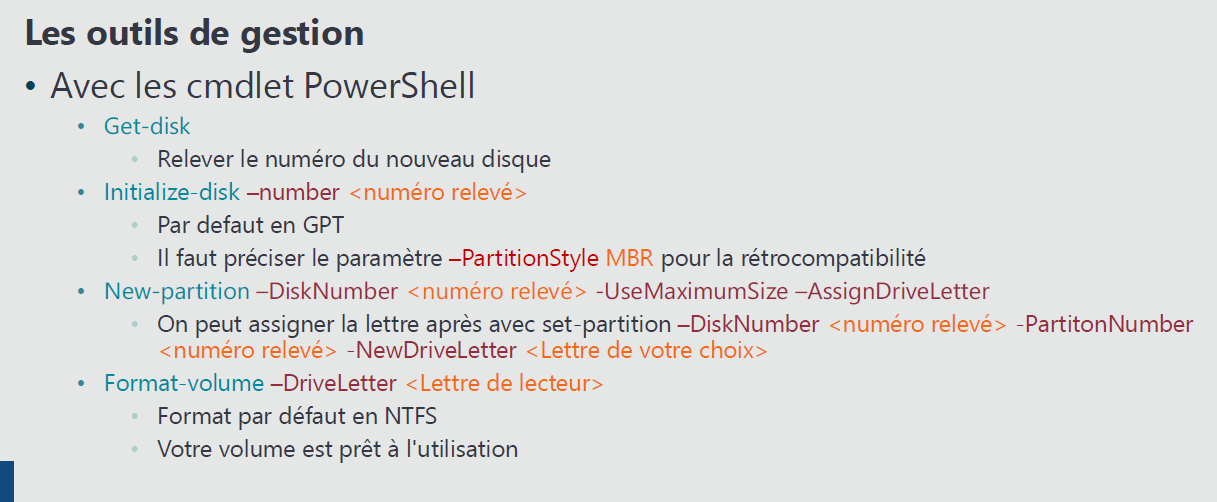 Les outils de gestion
• Avec les cmdlet PowerShell
• Get-disk
• Relever le numéro du nouveau disque
• Initialize-disk –number <numéro relevé>
• Par defaut en GPT
• Il faut préciser le paramètre –PartitionStyle MBR pour la rétrocompatibilité
• New-partition –DiskNumber <numéro relevé> -UseMaximumSize –AssignDriveLetter
• On peut assigner la lettre après avec set-partition –DiskNumber <numéro relevé> -PartitonNumber
<numéro relevé> -NewDriveLetter <Lettre de votre choix>
• Format-volume –DriveLetter <Lettre de lecteur>
• Format par défaut en NTFS
• Votre volume est prêt à l'utilisation